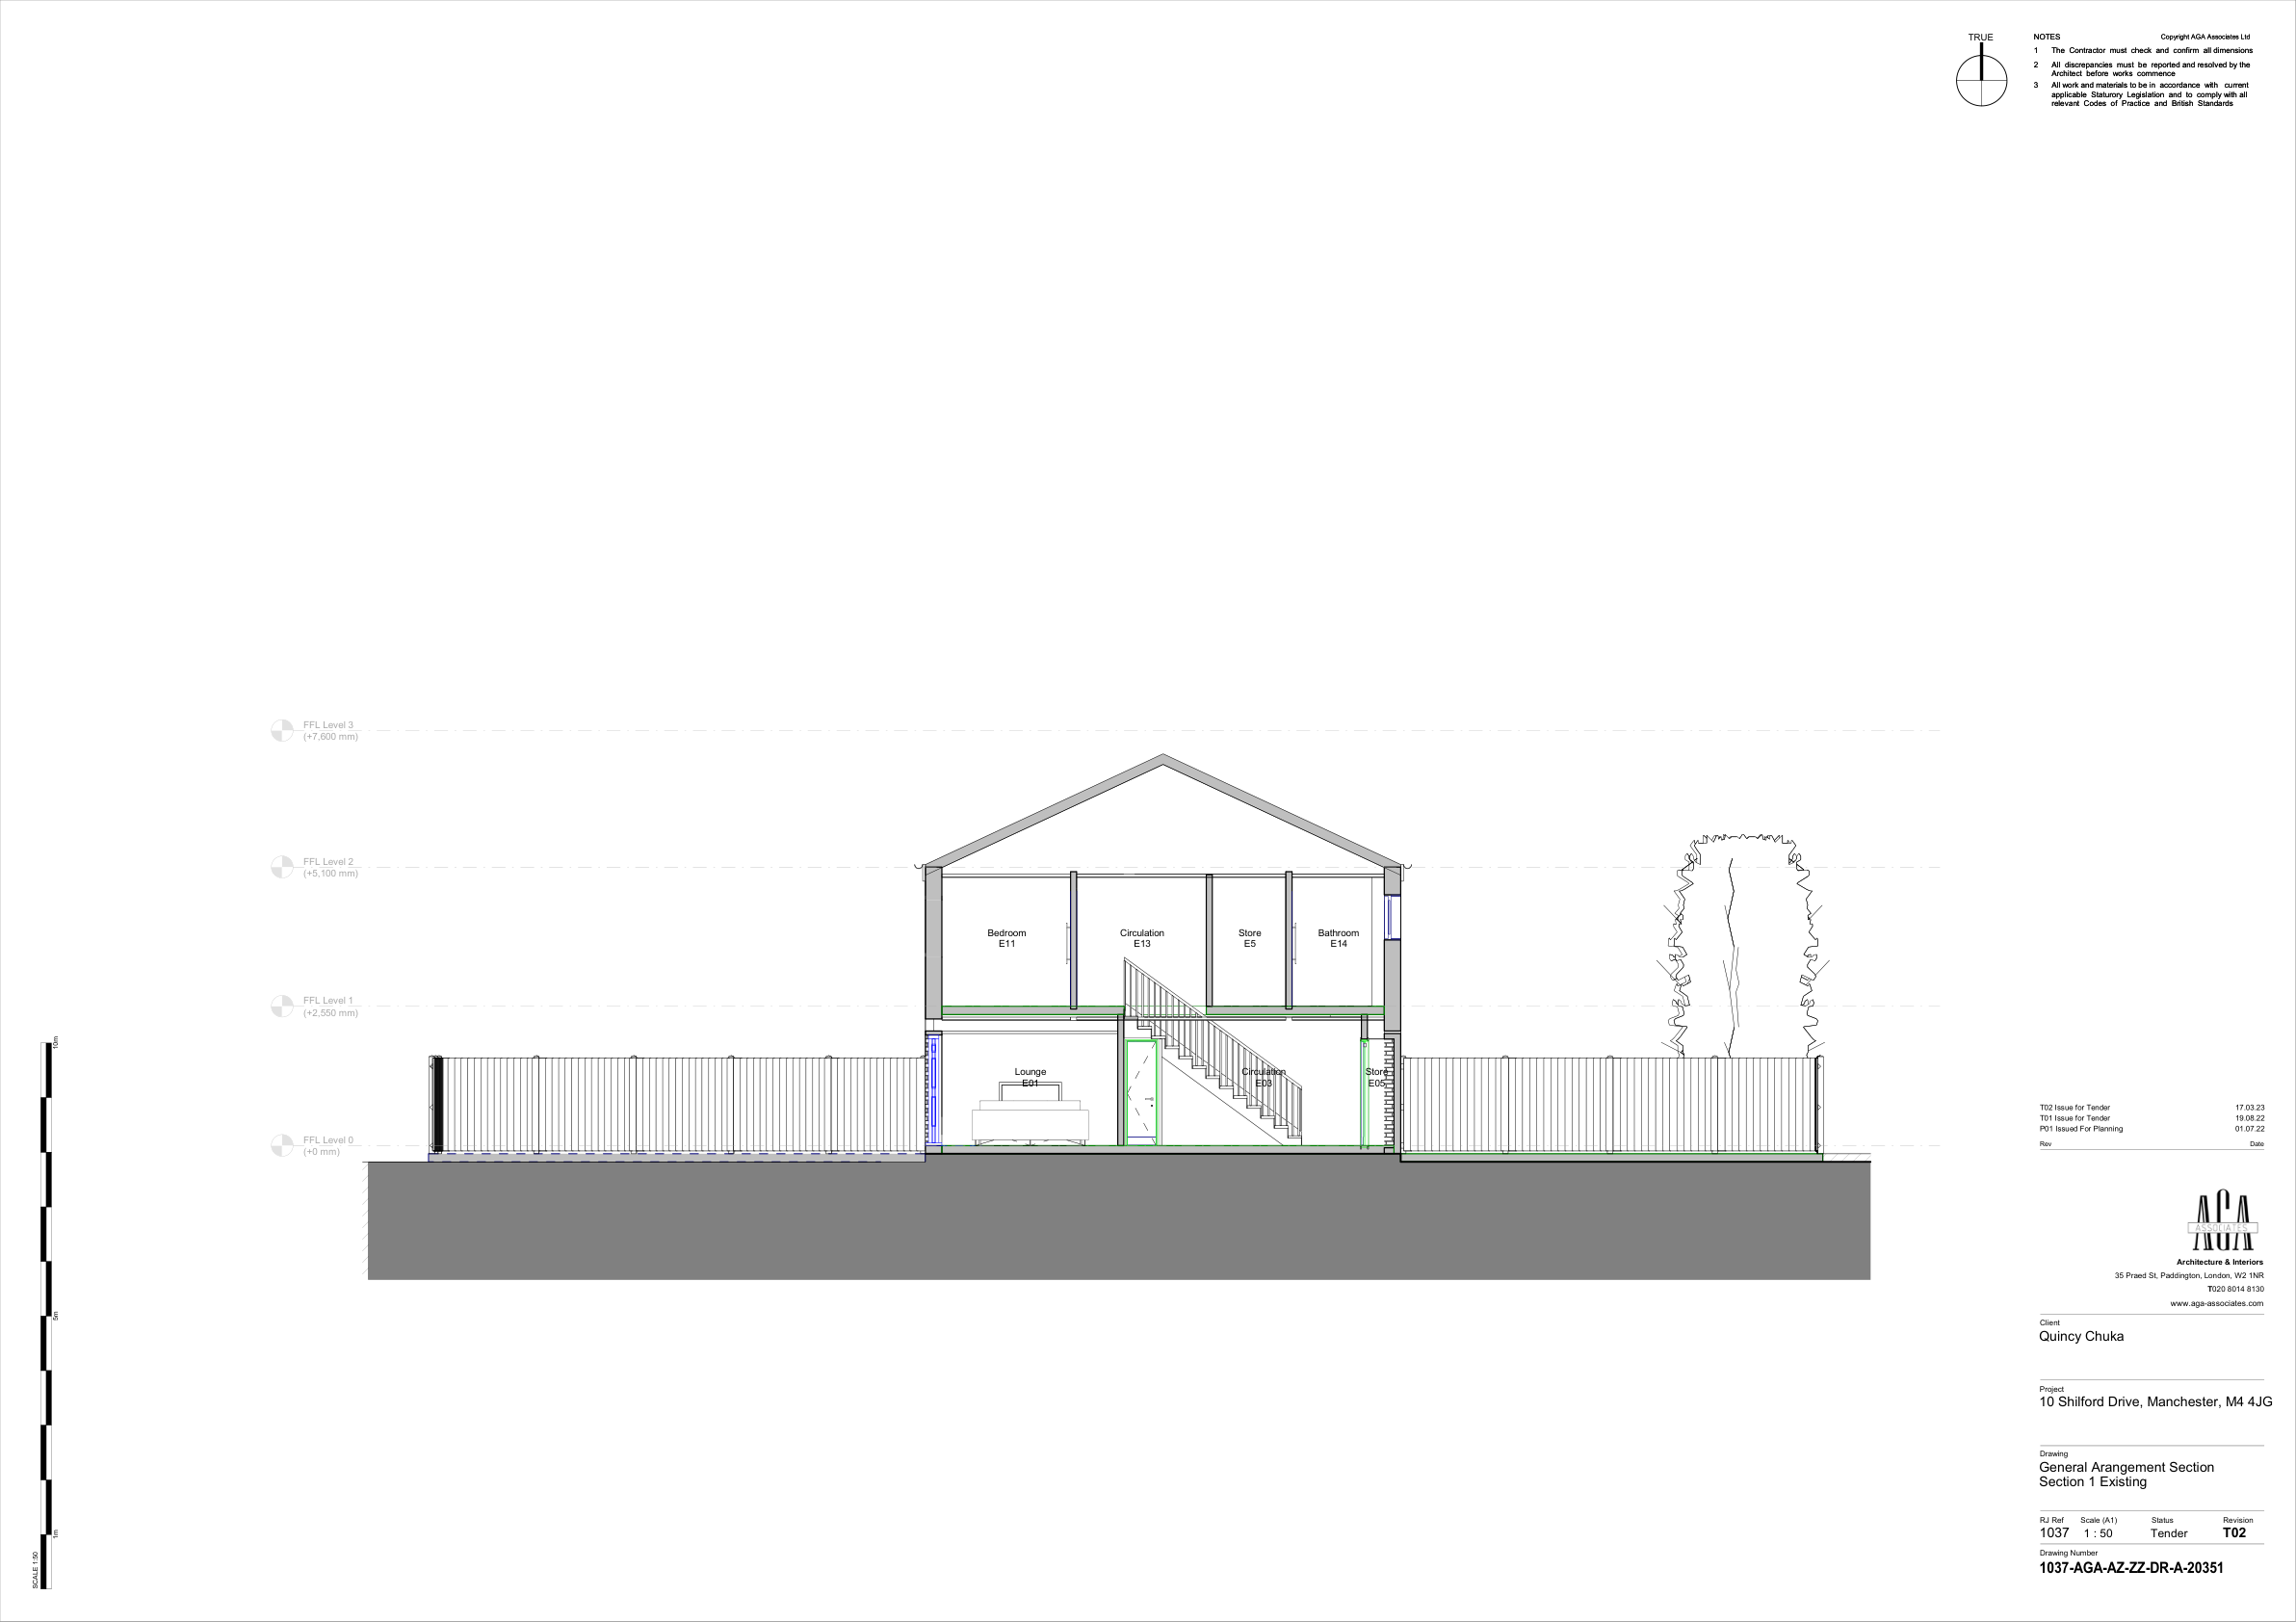 TRUE
NOTES
Copyright AGA Associates Ltd
1 The Contractor must check and confirm all dimensions
2 All discrepancies must be reported and resolved by the
Architect before works commence
3 All work and materials to be in accordance with current
applicable Staturory Legislation and to comply with all
relevant Codes of Practice and British Standards
FFL Level 3
(+7,600 mm)
FFL Level 2
(+5,100 mm)
Bedroom
E11
Circulation
E13
Store
E5
Bathroom
E14
FFL Level 1
(+2,550 mm)
Lounge
E01
Circulation
E03
Store
E05
FFL Level 0
(+0 mm)
10m
5m
1m
SCALE 1:50
T02 Issue for Tender 17.03.23
T01 Issue for Tender 19.08.22
P01 Issued For Planning 01.07.22
Rev Date
AGA
ASSOCIATES
Architecture & Interiors
35 Praed St, Paddington, London, W2 1NR
T020 8014 8130
www.aga-associates.com
Client
Quincy Chuka
Project
10 Shilford Drive, Manchester, M4 4JG
Drawing
General Arangement Section
Section 1 Existing
RJ Ref Scale (A1) Status Revision
1037 1 : 50 Tender T02
Drawing Number
1037-AGA-AZ-ZZ-DR-A-20351